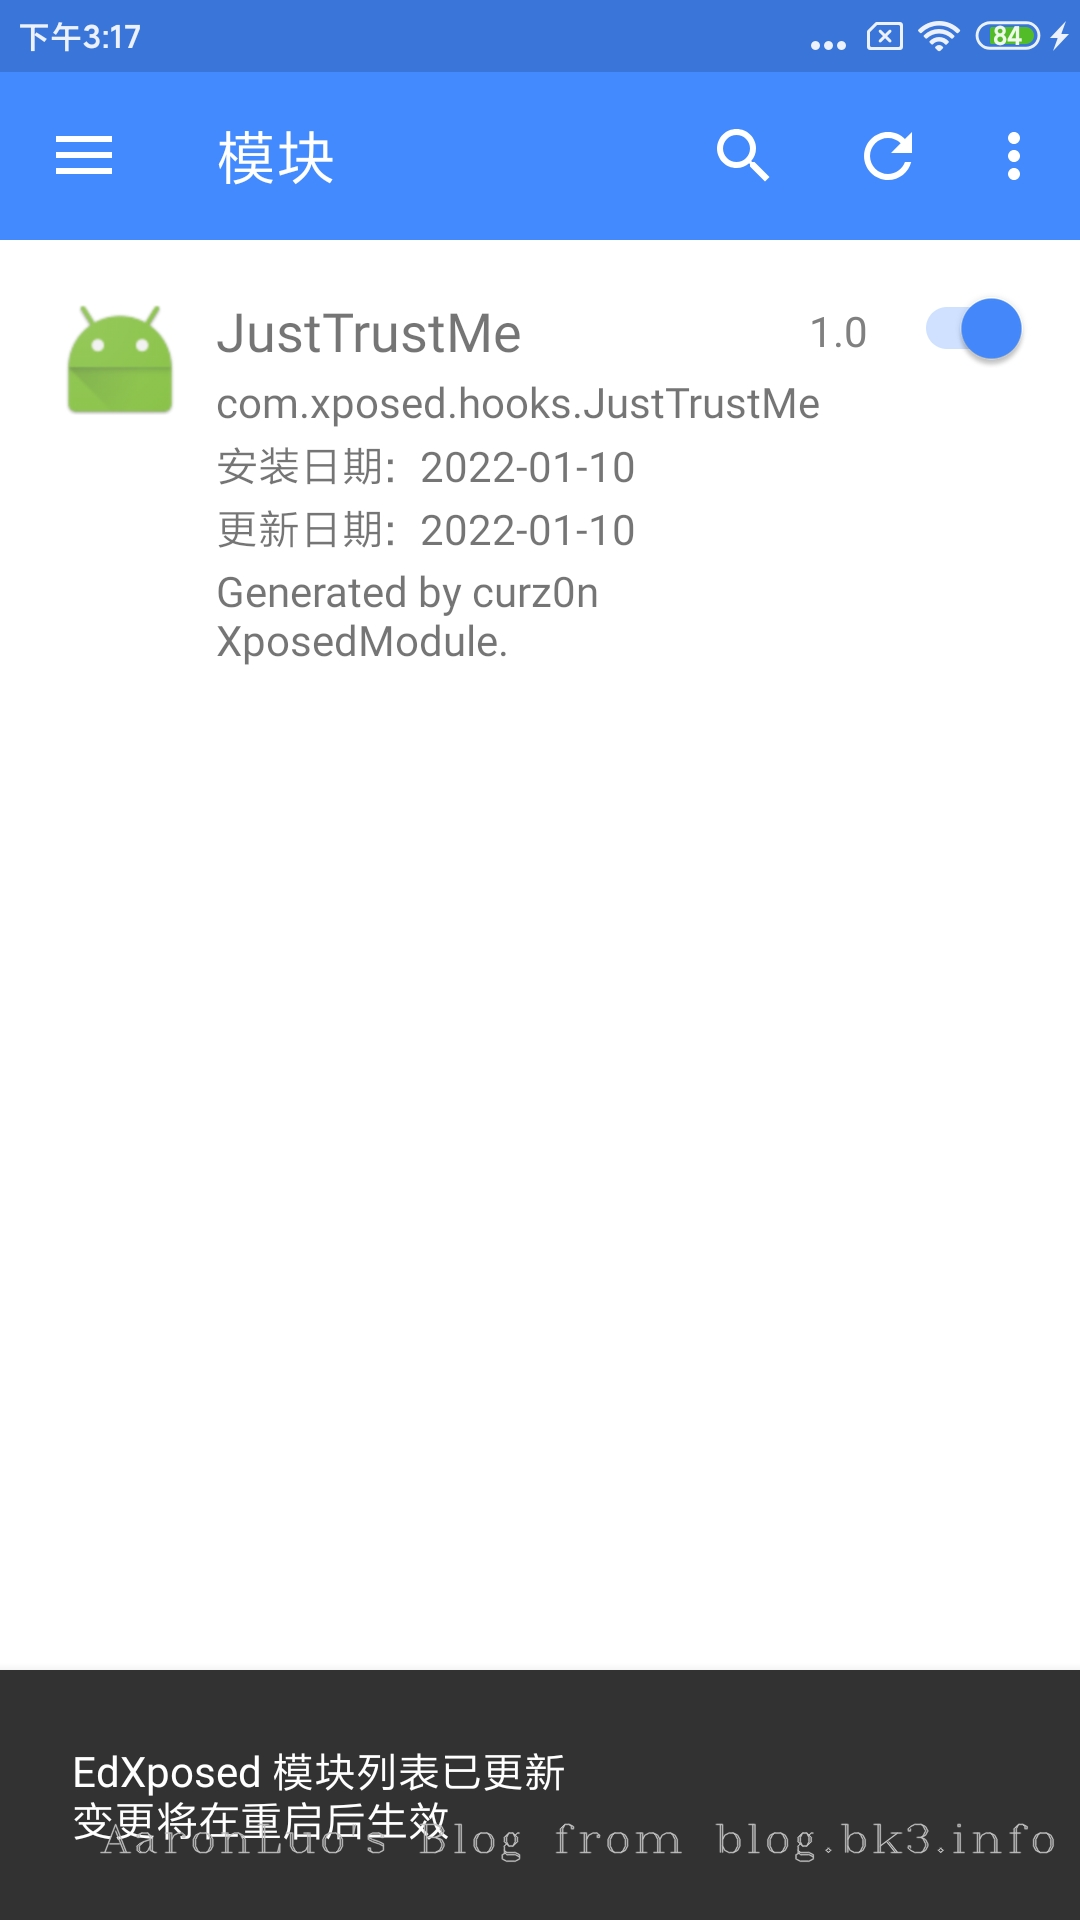 下午3:17
84
模块
JustTrustMe
1.0
com.xposed.hooks.JustTrustMe
安装日期: 2022-01-10
更新日期: 2022-01-10
Generated by curz0n
XposedModule.
EdXposed 模块列表已更新
变更将在重启后生效
AaronLuo's Blog from blog.bk3.info